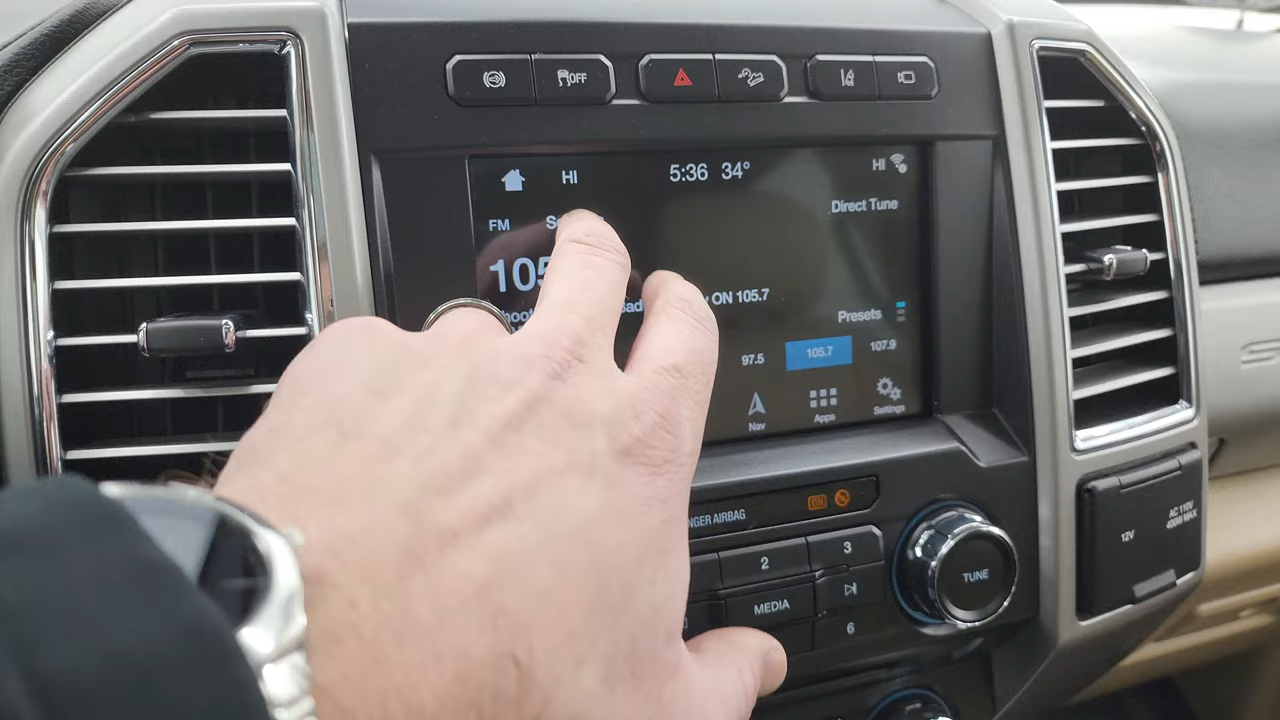 OFF
HI 5:36 34° HI
Direct Tune
FM
105
ON 105.7
Presets
97.5 105.7 107.9
Nav Apps Settings
AIRBAG
2 3
MEDIA
6
TUNE
12V
AC 110V
400W MAX